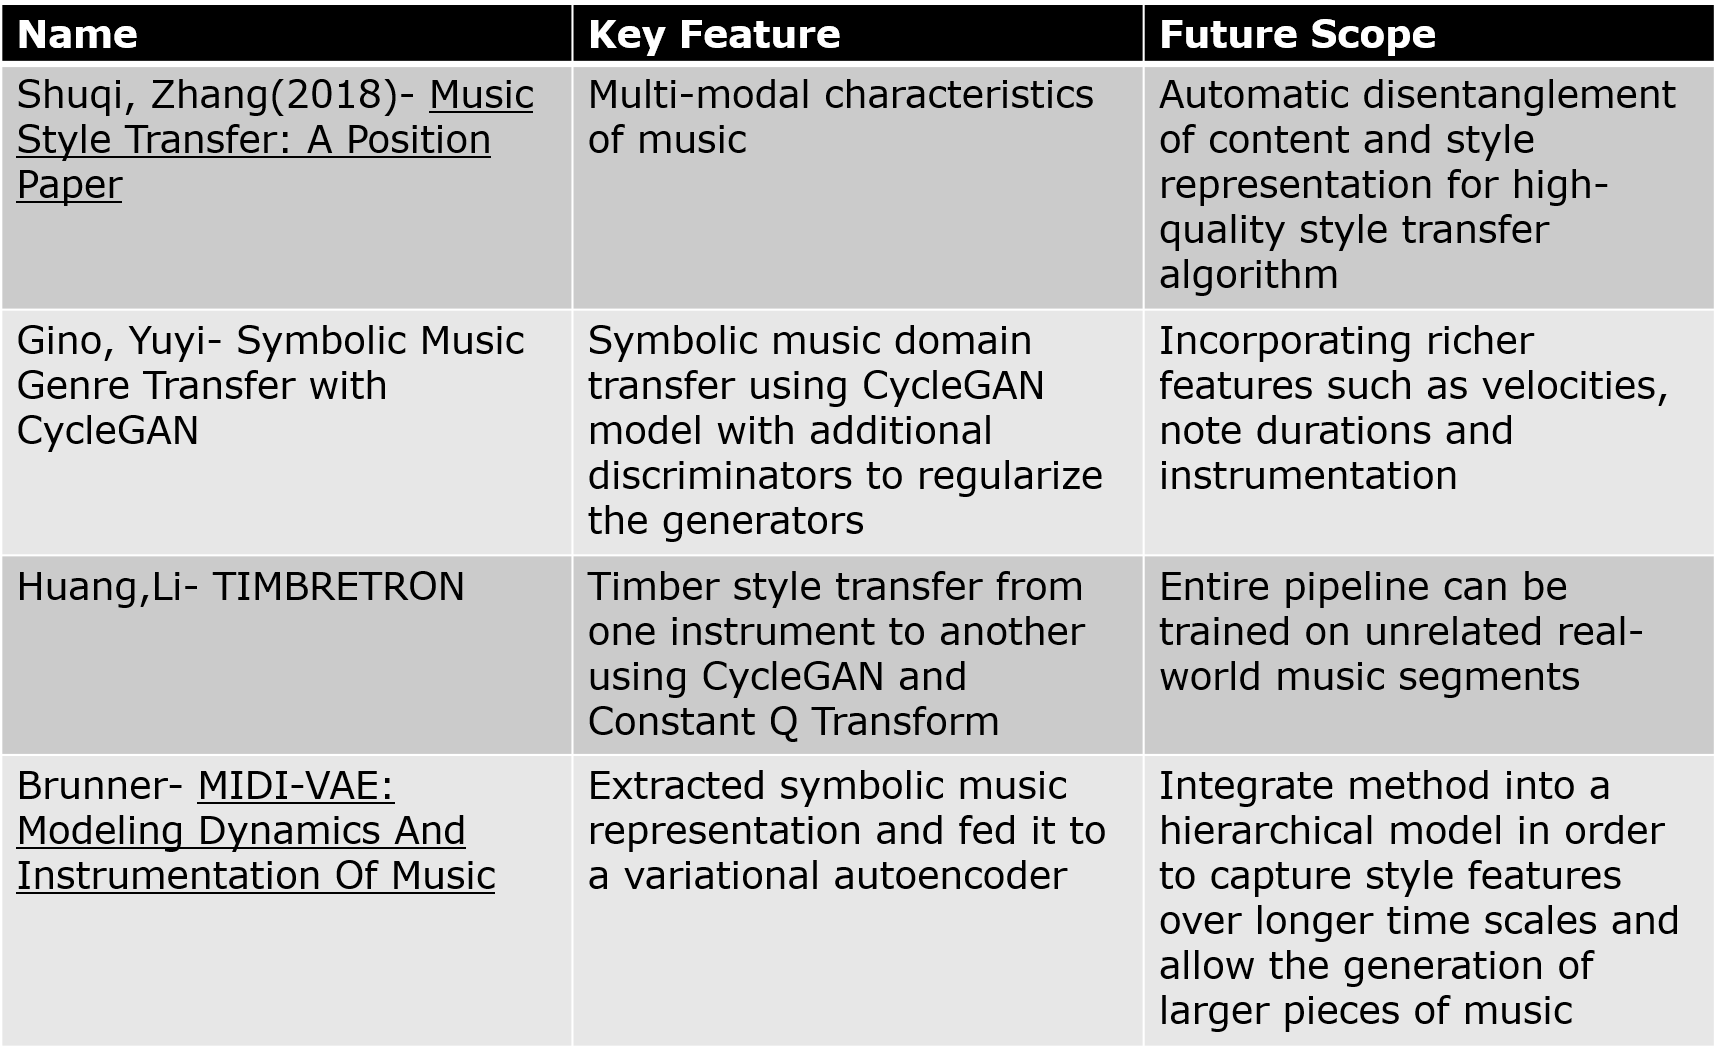 Name
Key Feature
Future Scope
Shuqi, Zhang(2018)- Music
Style Transfer: A Position
Paper
Multi-modal characteristics
of music
Automatic disentanglement
of content and style
representation for high-
quality style transfer
algorithm
Gino, Yuyi- Symbolic Music
Genre Transfer with
CycleGAN
Symbolic music domain
transfer using CycleGAN
model with additional
discriminators to regularize
the generators
Incorporating richer
features such as velocities,
note durations and
instrumentation
Huang,Li- TIMBRETRON
Timber style transfer from
one instrument to another
using CycleGAN and
Constant Q Transform
Entire pipeline can be
trained on unrelated real-
world music segments
Brunner- MIDI-VAE:
Modeling Dynamics And
Instrumentation Of Music
Extracted symbolic music
representation and fed it to
a variational autoencoder
Integrate method into a
hierarchical model in order
to capture style features
over longer time scales and
allow the generation of
larger pieces of music